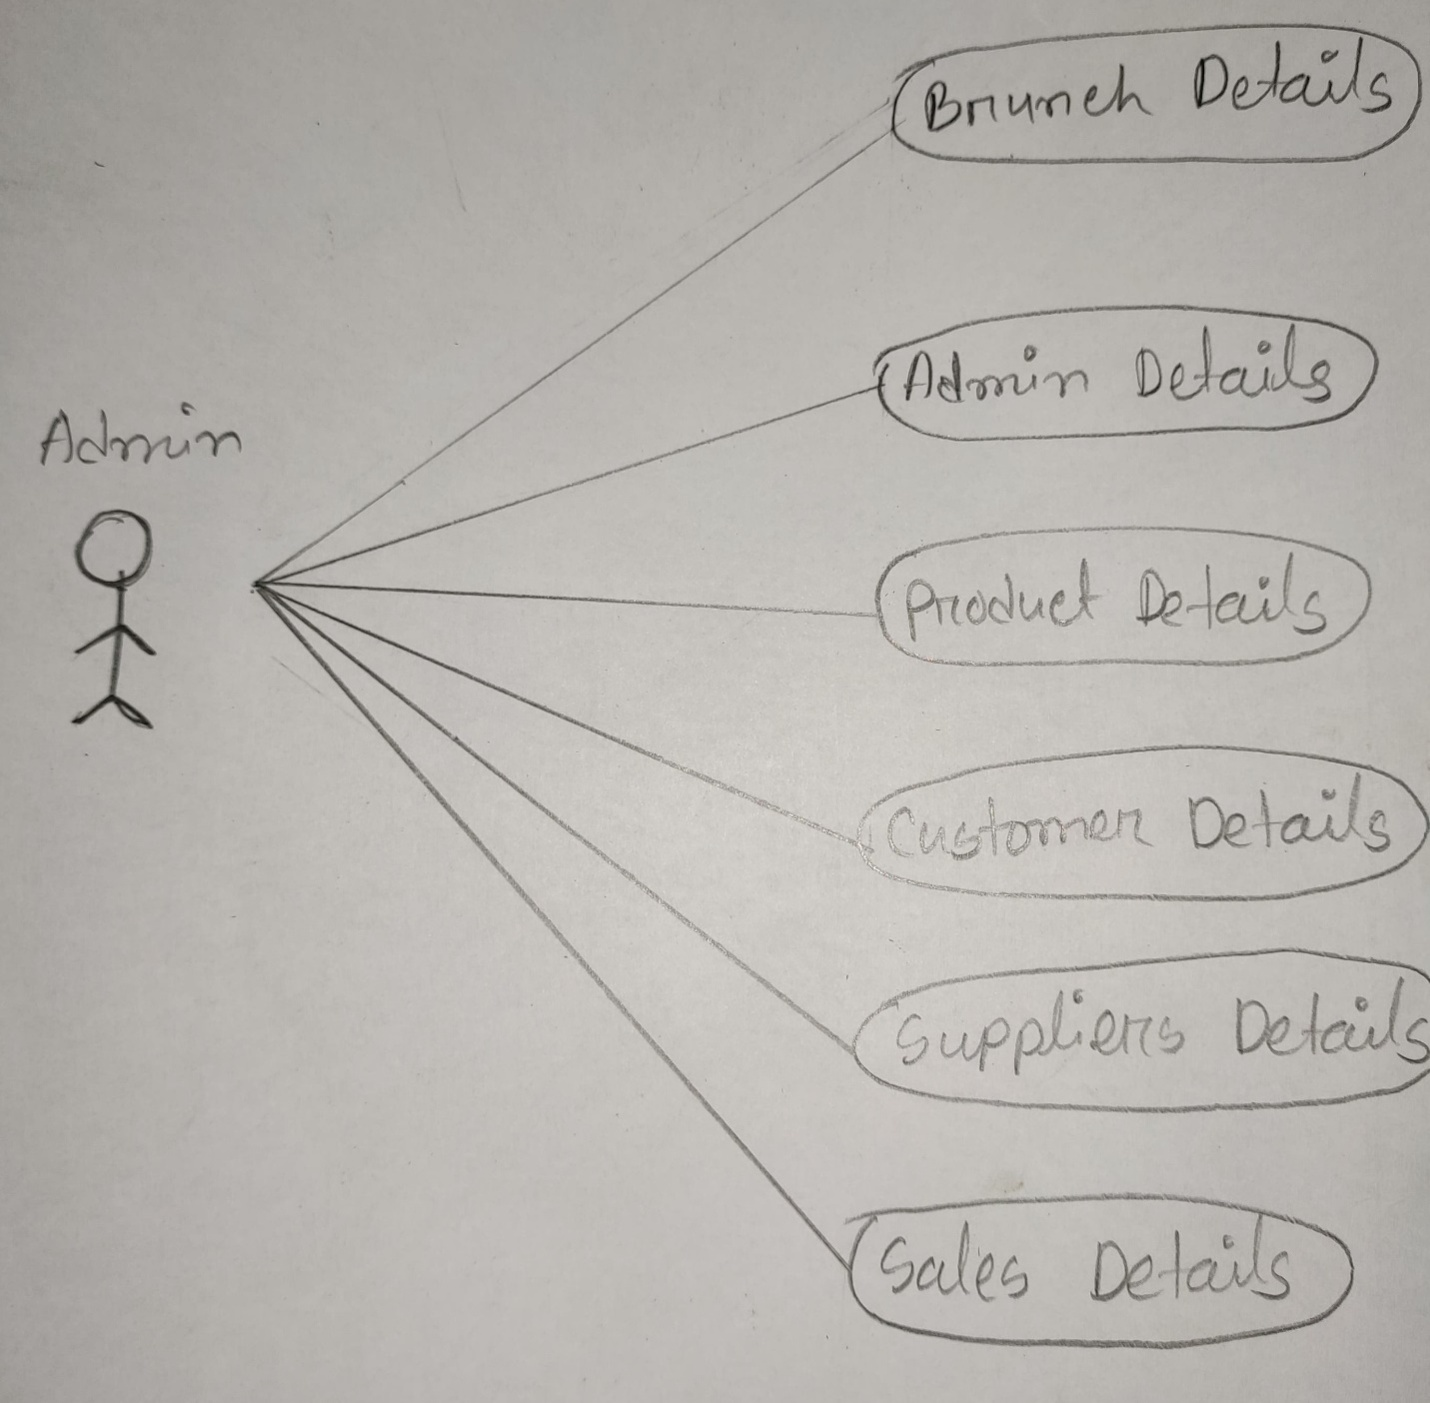 Brunch Details
Admin Details
Admin
Product Details
Customer Details
Suppliers Details
Sales Details